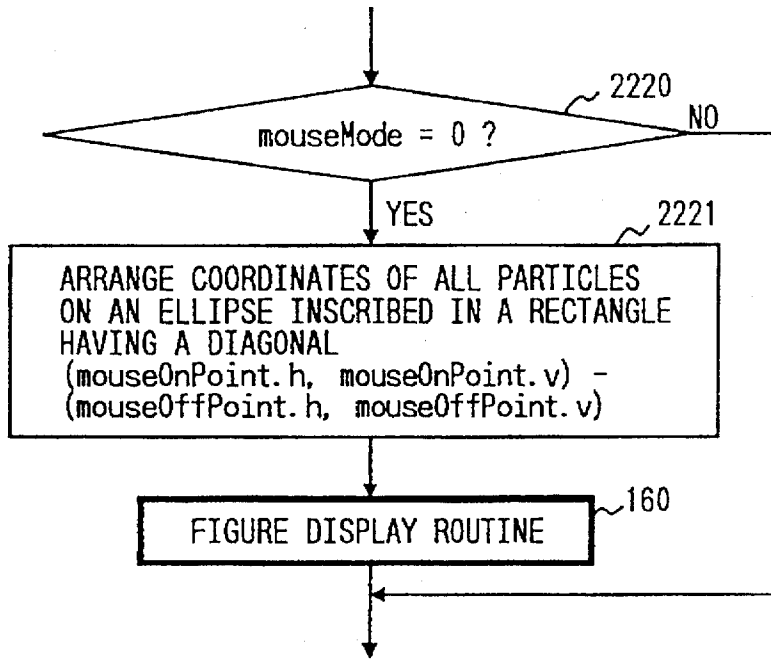 2220
NO
mouseMode = 0 ?
YES
2221
ARRANGE COORDINATES OF ALL PARTICLES
ON AN ELLIPSE INSCRIBED IN A RECTANGLE
HAVING A DIAGONAL
(mouseOnPoint.h, mouseOnPoint.v) -
(mouseOffPoint.h, mouseOffPoint.v)
160
FIGURE DISPLAY ROUTINE